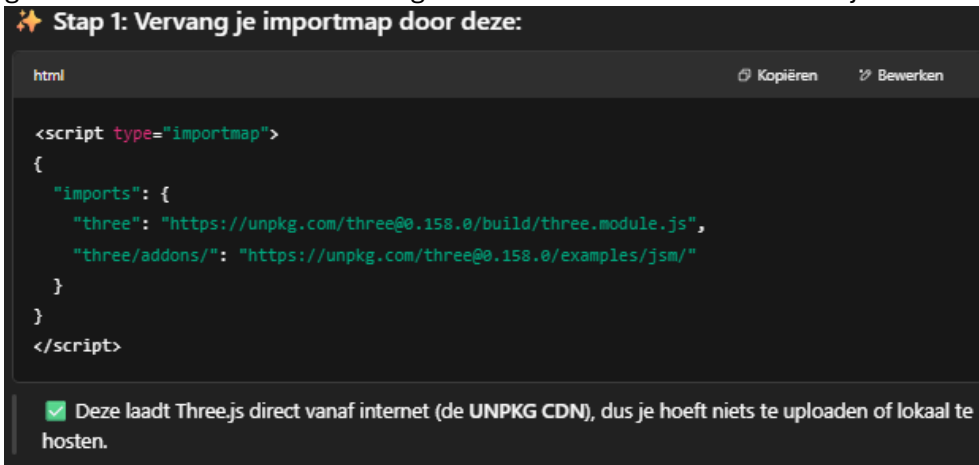 ✨ Stap 1: Vervang je importmap door deze:
html
Kopiëren
Bewerken
<script type="importmap">
{
  "imports": {
    "three": "https://unpkg.com/three@0.158.0/build/three.module.js",
    "three/addons/": "https://unpkg.com/three@0.158.0/examples/jsm/"
  }
}
</script>
✅ Deze laadt Three.js direct vanaf internet (de UNPKG CDN), dus je hoeft niets te uploaden of lokaal te
hosten.